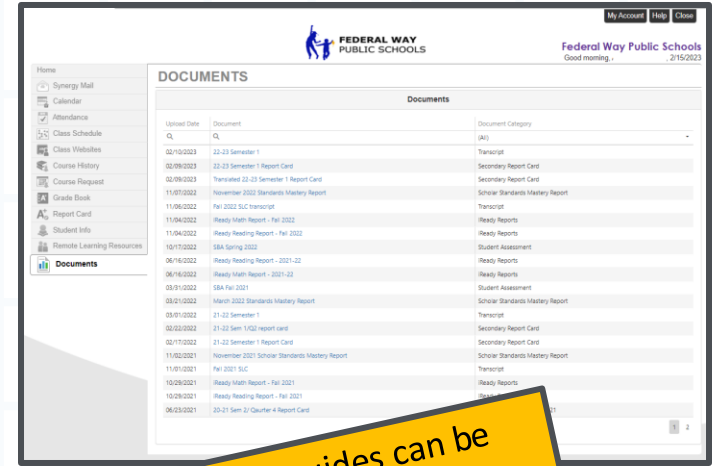 My Account Help Close
FEDERAL WAY
PUBLIC SCHOOLS
Federal Way Public Schools
Good morning, , 2/15/2023
Home
Synergy Mail
Calendar
Attendance
Class Schedule
Class Websites
Course History
Course Request
Grade Book
Report Card
Student Info
Remote Learning Resources
Documents
DOCUMENTS
Documents
Upload Date Document Document Category
(All)
02/10/2023 22-23 Semester 1 Transcript
02/09/2023 22-23 Semester 1 Report Card Secondary Report Card
02/09/2023 Translated 22-23 Semester 1 Report Card Secondary Report Card
11/07/2022 November 2022 Standards Mastery Report Scholar Standards Mastery Report
11/06/2022 Fall 2022 SLC transcript Transcript
11/04/2022 iReady Math Report - Fall 2022 iReady Reports
11/04/2022 iReady Reading Report - Fall 2022 iReady Reports
10/17/2022 SBA Spring 2022 Student Assessment
06/16/2022 iReady Reading Report - 2021-22 iReady Reports
06/16/2022 iReady Math Report - 2021-22 iReady Reports
03/31/2022 SBA Fall 2021 Student Assessment
03/21/2022 March 2022 Standards Mastery Report Scholar Standards Mastery Report
03/01/2022 21-22 Semester 1 Transcript
02/22/2022 21-22 Sem 1/Q2 report card Secondary Report Card
02/17/2022 21-22 Semester 1 Report Card Secondary Report Card
11/02/2021 November 2021 Scholar Standards Mastery Report Scholar Standards Mastery Report
11/01/2021 Fall 2021 SLC Transcript
10/29/2021 iReady Math Report - Fall 2021 iReady Reports
10/29/2021 iReady Reading Report - Fall 2021
06/23/2021 20-21 Sem 2/ Qaurter 4 Report Card
1 2
can be